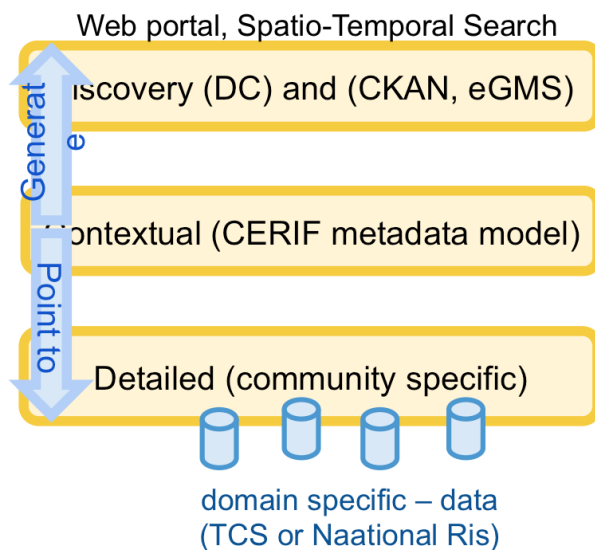 Web portal, Spatio-Temporal Search
iscovery (DC) and (CKAN, eGMS)
Generat
e
ontextual (CERIF metadata model)
Point to
Detailed (community specific)
domain specific – data
(TCS or Naational Ris)